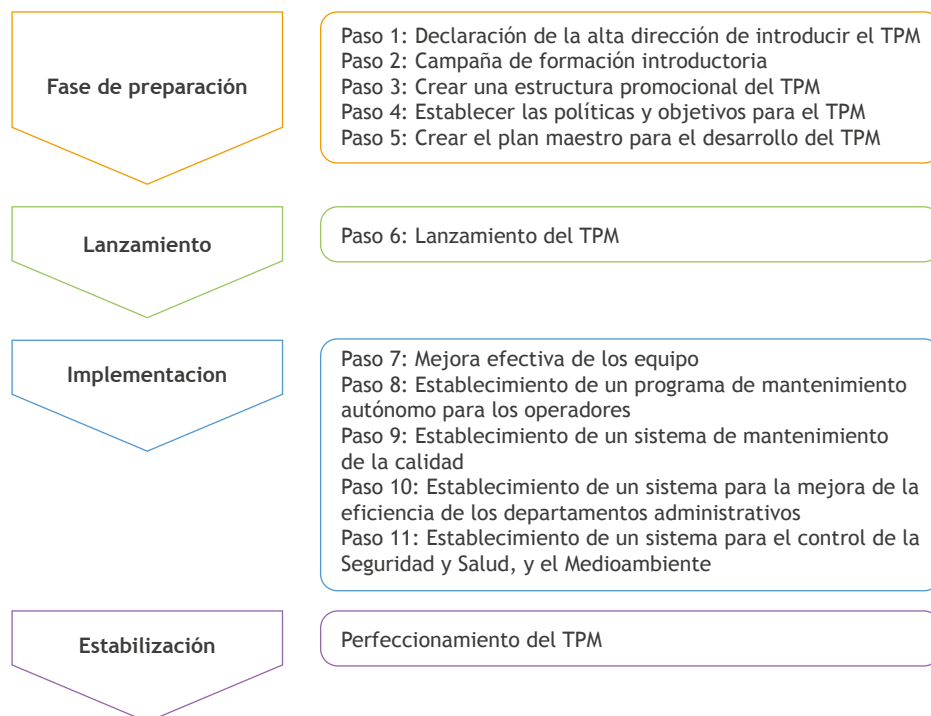 Fase de preparación
Paso 1: Declaración de la alta dirección de introducir el TPM
Paso 2: Campaña de formación introductoria
Paso 3: Crear una estructura promocional del TPM
Paso 4: Establecer las políticas y objetivos para el TPM
Paso 5: Crear el plan maestro para el desarrollo del TPM
Lanzamiento
Paso 6: Lanzamiento del TPM
Implementacion
Paso 7: Mejora efectiva de los equipo
Paso 8: Establecimiento de un programa de mantenimiento
autónomo para los operadores
Paso 9: Establecimiento de un sistema de mantenimiento
de la calidad
Paso 10: Establecimiento de un sistema para la mejora de la
eficiencia de los departamentos administrativos
Paso 11: Establecimiento de un sistema para el control de la
Seguridad y Salud, y el Medioambiente
Estabilización
Perfeccionamiento del TPM